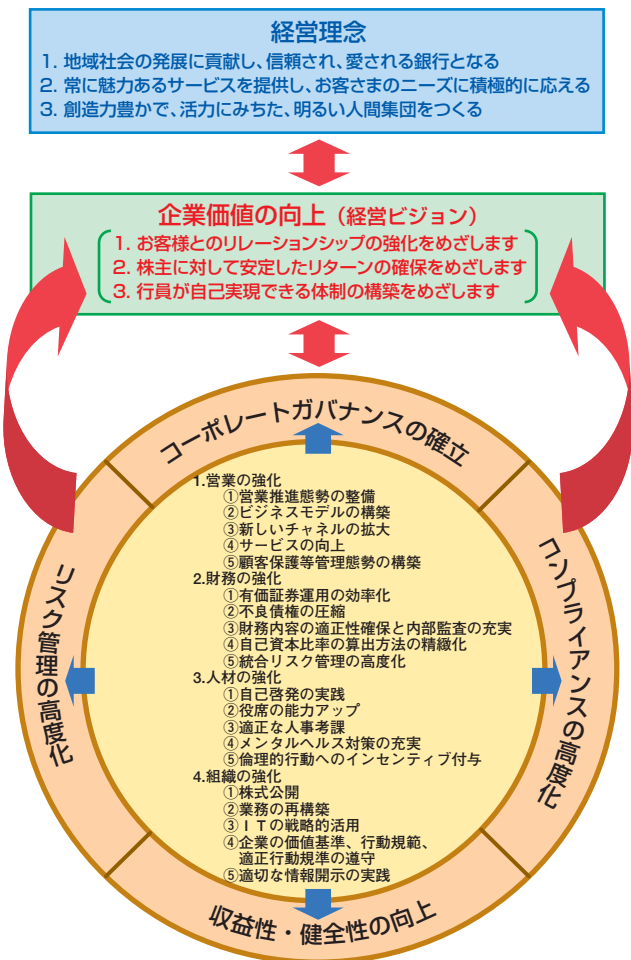 経営理念
1. 地域社会の発展に貢献し、信頼され、愛される銀行となる
2. 常に魅力あるサービスを提供し、お客さまのニーズに積極的に応える
3. 創造力豊かで、活力にみちた、明るい人間集団をつくる
企業価値の向上（経営ビジョン）
1. お客様とのリレーションシップの強化をめざします
2. 株主に対して安定したリターンの確保をめざします
3. 行員が自己実現できる体制の構築をめざします
コーポレートガバナンスの確立
リスク管理の高度化
コンプライアンスの高度化
1.営業の強化
①営業推進態勢の整備
②ビジネスモデルの構築
③新しいチャネルの拡大
④サービスの向上
⑤顧客保護等管理態勢の構築
2.財務の強化
①有価証券運用の効率化
②不良債権の圧縮
③財務内容の適正性確保と内部監査の充実
④自己資本比率の算出方法の精緻化
⑤統合リスク管理の高度化
3.人材の強化
①自己啓発の実践
②役席の能力アップ
③適正な人事考課
④メンタルヘルス対策の充実
⑤倫理的行動へのインセンティブ付与
4.組織の強化
①株式公開
②業務の再構築
③ＩＴの戦略的活用
④企業の価値基準、行動規範、
適正行動規準の遵守
⑤適切な情報開示の実践
収益性・健全性の向上